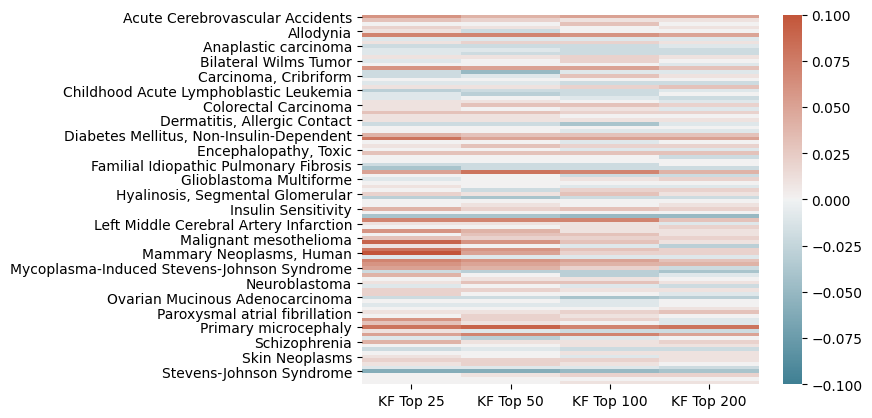 Acute Cerebrovascular Accidents
Allodynia
Anaplastic carcinoma
Bilateral Wilms Tumor
Carcinoma, Cribriform
Childhood Acute Lymphoblastic Leukemia
Colorectal Carcinoma
Dermatitis, Allergic Contact
Diabetes Mellitus, Non-Insulin-Dependent
Encephalopathy, Toxic
Familial Idiopathic Pulmonary Fibrosis
Glioblastoma Multiforme
Hyalinosis, Segmental Glomerular
Insulin Sensitivity
Left Middle Cerebral Artery Infarction
Malignant mesothelioma
Mammary Neoplasms, Human
Mycoplasma-Induced Stevens-Johnson Syndrome
Neuroblastoma
Ovarian Mucinous Adenocarcinoma
Paroxysmal atrial fibrillation
Primary microcephaly
Schizophrenia
Skin Neoplasms
Stevens-Johnson Syndrome
KF Top 25 KF Top 50 KF Top 100 KF Top 200
0.100
0.075
0.050
0.025
0.000
−0.025
−0.050
−0.075
−0.100